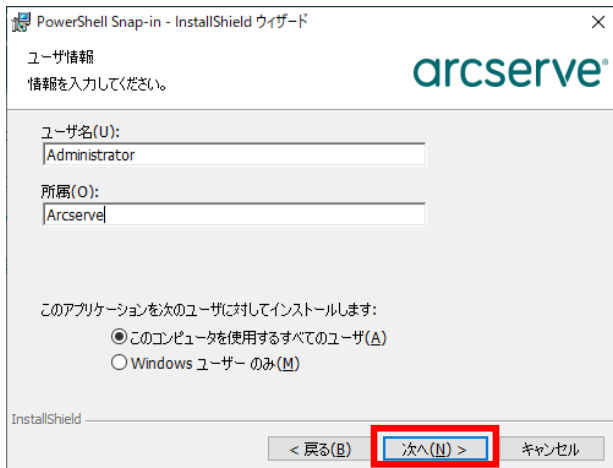 PowerShell Snap-in - InstallShield ウィザード
ユーザ情報
情報を入力してください。
arcserve®
ユーザ名(U):
Administrator
所属(O):
Arcserve
このアプリケーションを次のユーザに対してインストールします:
このコンピュータを使用するすべてのユーザ(A)
Windows ユーザー のみ(M)
InstallShield
< 戻る(B)
次へ(N) >
キャンセル